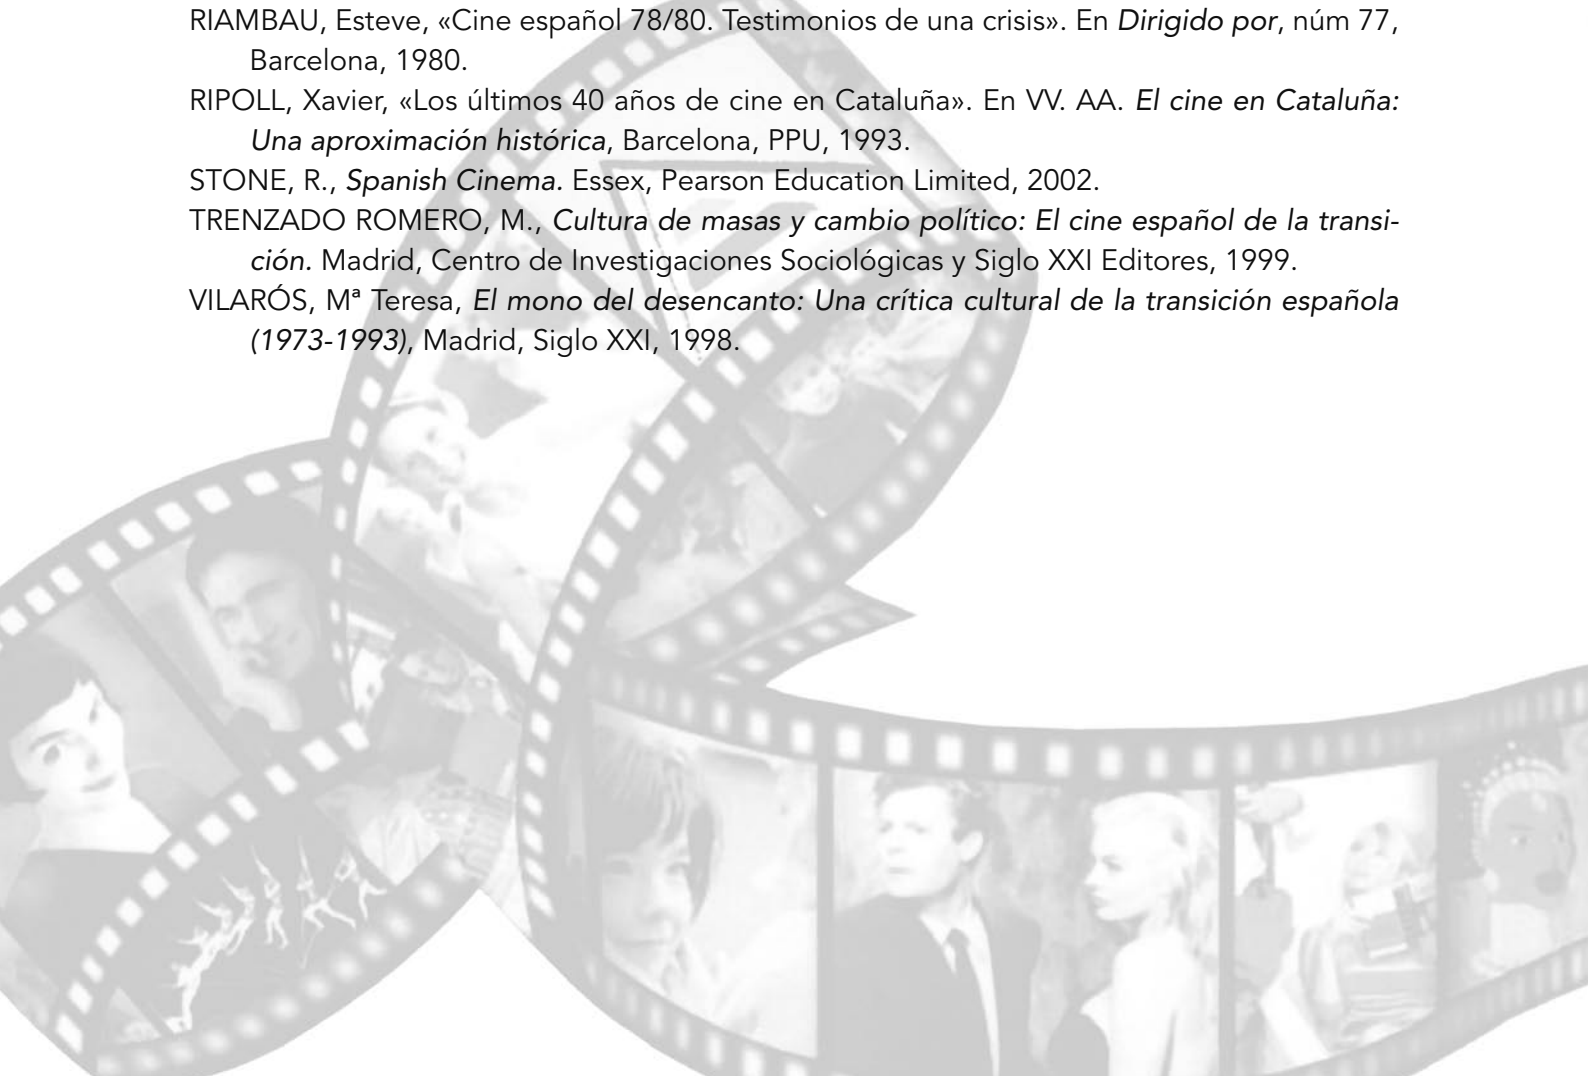 RIAMBAU, Esteve, «Cine español 78/80. Testimonios de una crisis». En Dirigido por, núm 77,
Barcelona, 1980.
RIPOLL, Xavier, «Los últimos 40 años de cine en Cataluña». En VV. AA. El cine en Cataluña:
Una aproximación histórica, Barcelona, PPU, 1993.
STONE, R., Spanish Cinema. Essex, Pearson Education Limited, 2002.
TRENZADO ROMERO, M., Cultura de masas y cambio político: El cine español de la transi-
ción. Madrid, Centro de Investigaciones Sociológicas y Siglo XXI Editores, 1999.
VILARÓS, Mª Teresa, El mono del desencanto: Una crítica cultural de la transición española
(1973-1993), Madrid, Siglo XXI, 1998.